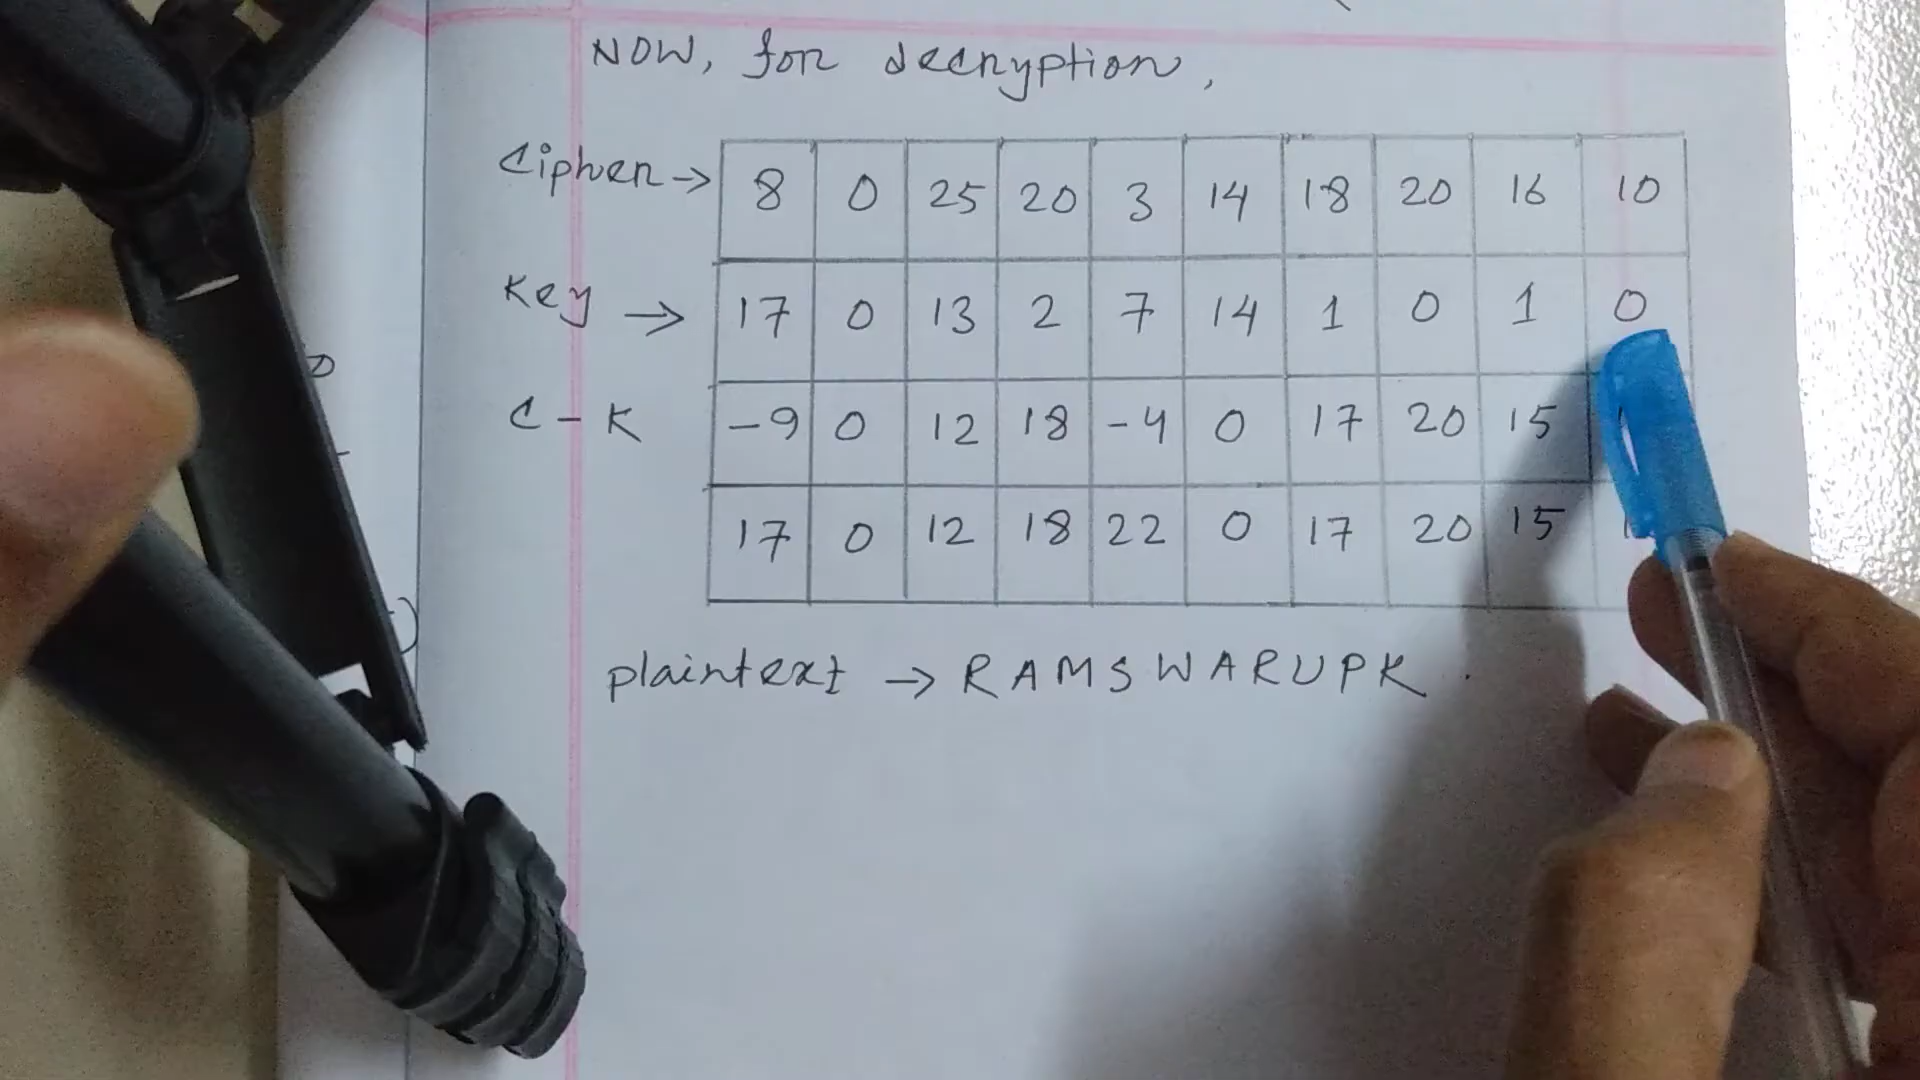 NOW, for decryption,
Cipher → 8 0 25 20 3 14 18 20 16 10
Key → 17 0 13 2 7 14 1 0 1 0
C - K -9 0 12 18 -4 0 17 20 15
17 0 12 18 22 0 17 20 15
plaintext → RAMSWARUPK.